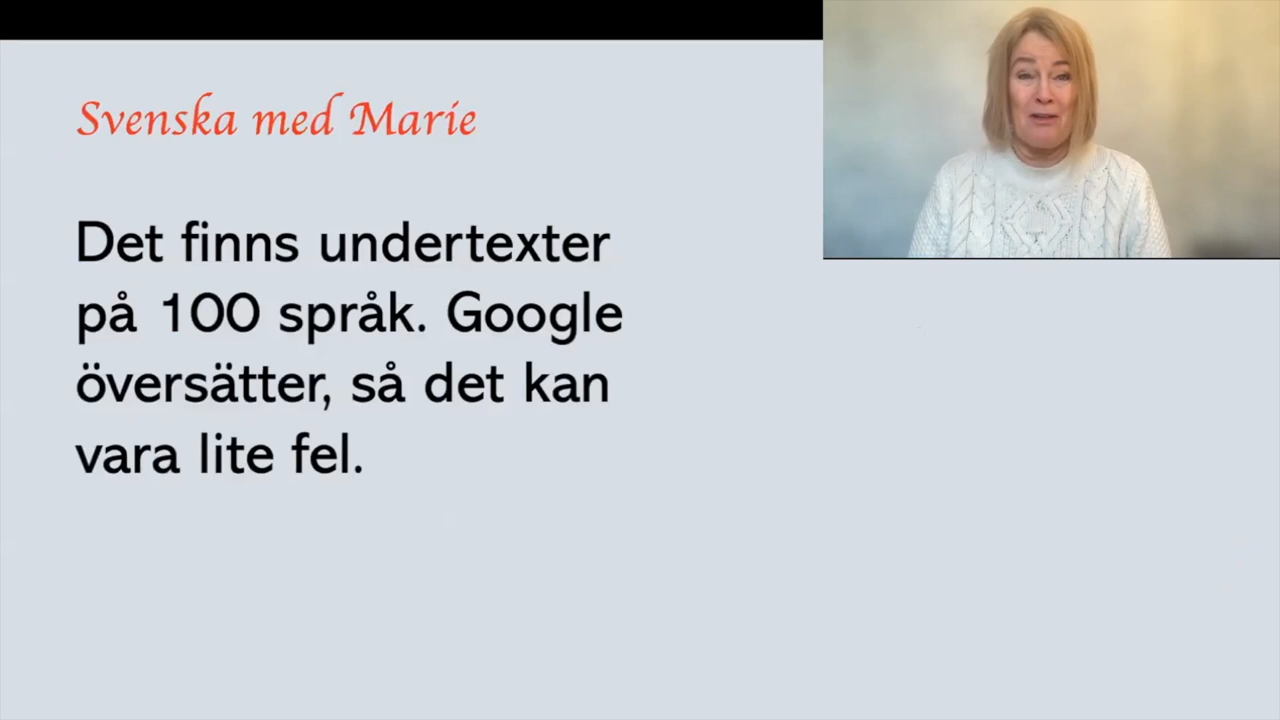 Svenska med Marie
Det finns undertexter
på 100 språk. Google
översätter, så det kan
vara lite fel.